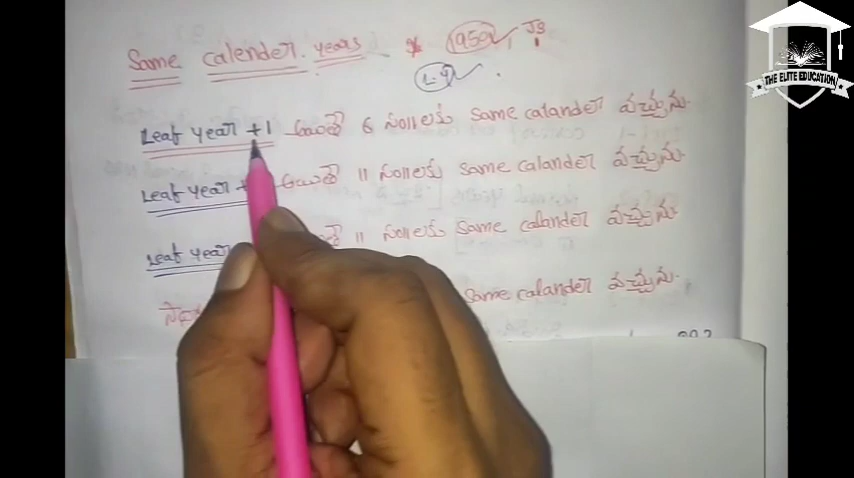 Same calender years 1950 J3
L.Y
Leaf year +1 అయితే 6 సం॥లకు same calander వచ్చును.
Leaf year + అయితే 11 సం॥లకు same calander వచ్చును.
Leaf year 11 సం॥లకు same calander వచ్చును.
same calander వచ్చును.
THE ELITE EDUCATION